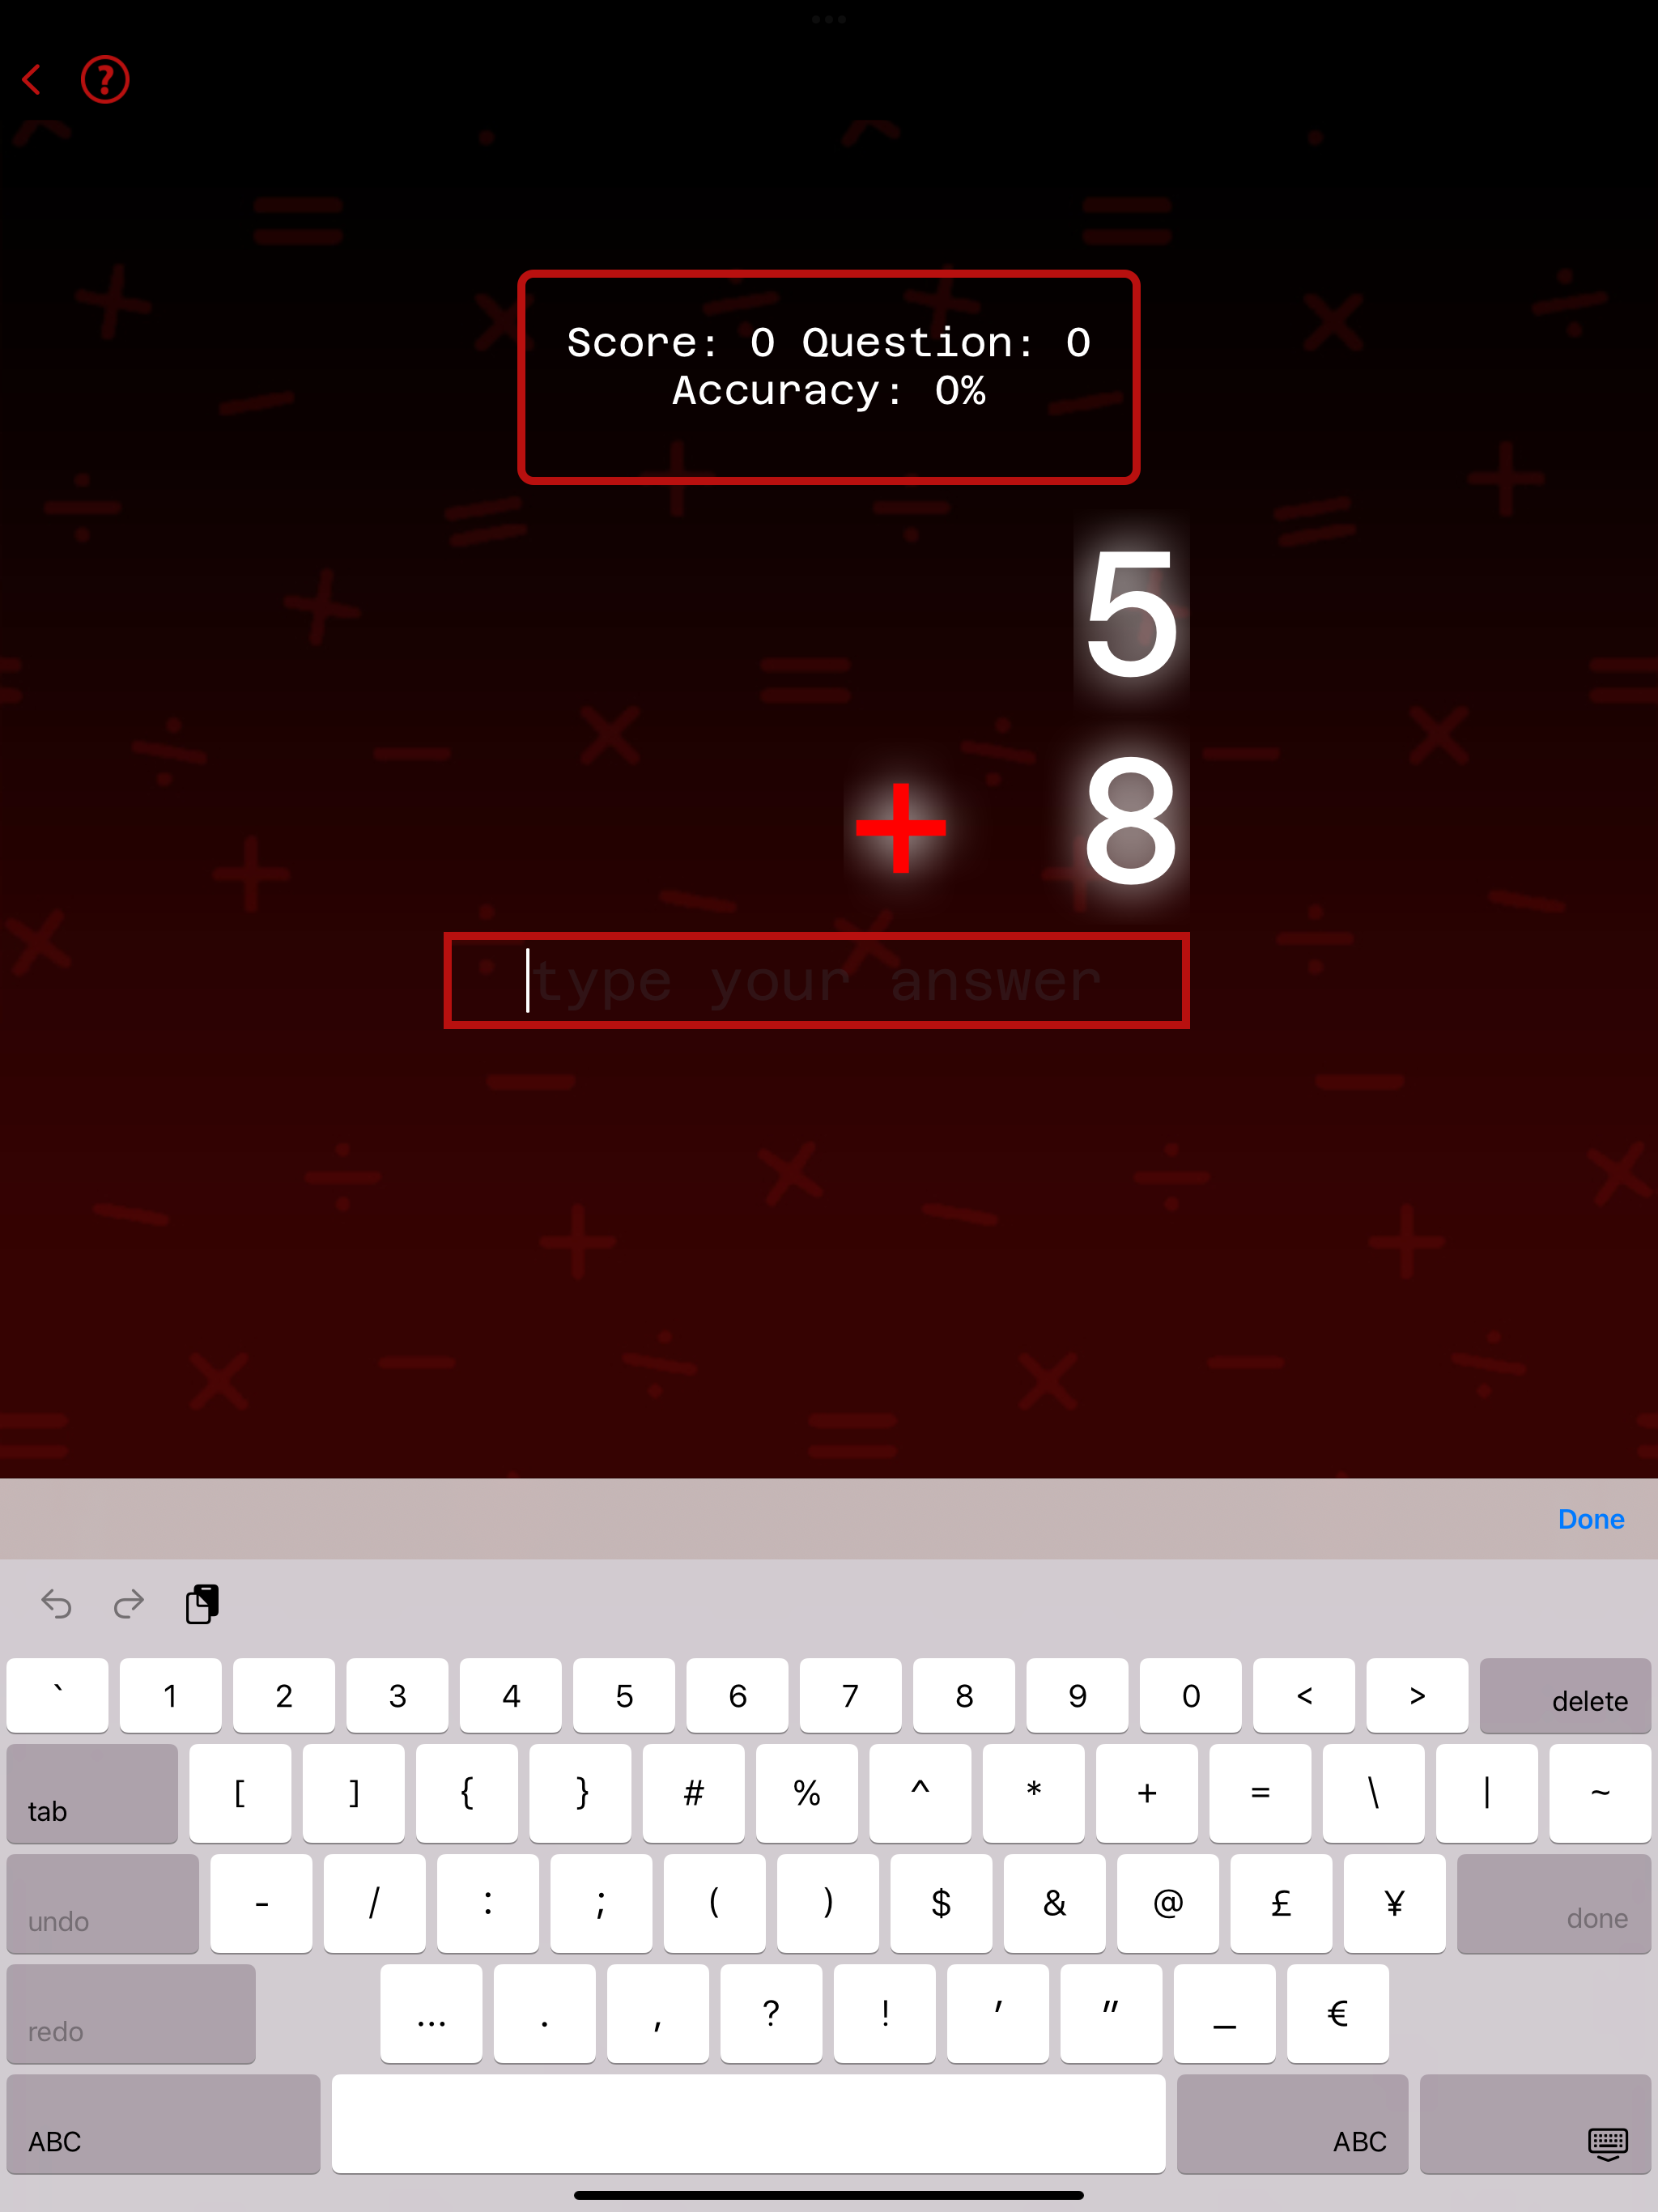 ?
Score: 0 Question: 0
Accuracy: 0%
5
+ 8
type your answer
Done
` 1 2 3 4 5 6 7 8 9 0 < > delete
tab [ ] { } # % ^ * + = \ | ~
undo - / : ; ( ) $ & @ £ ¥ done
redo … . , ? ! ' " _ €
ABC ABC